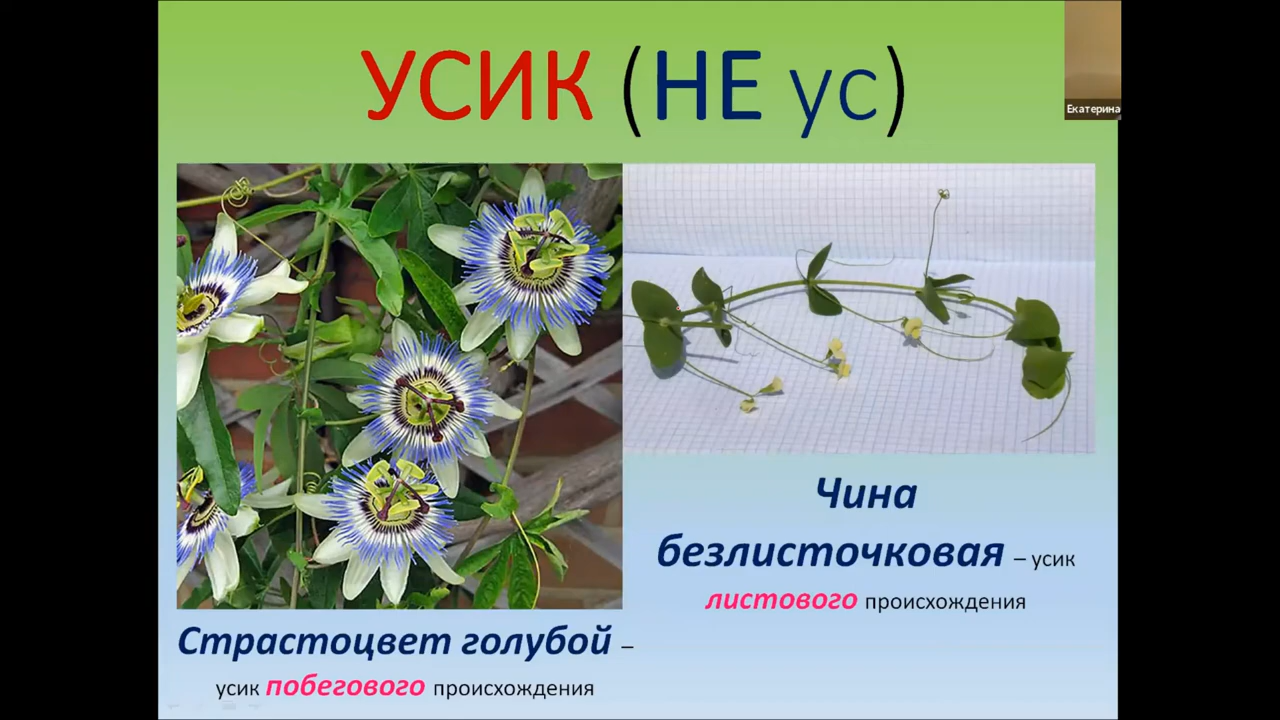 УСИК (НЕ ус)
Екатерина
Чина
безлисточковая – усик
листового происхождения
Страстоцвет голубой –
усик побегового происхождения